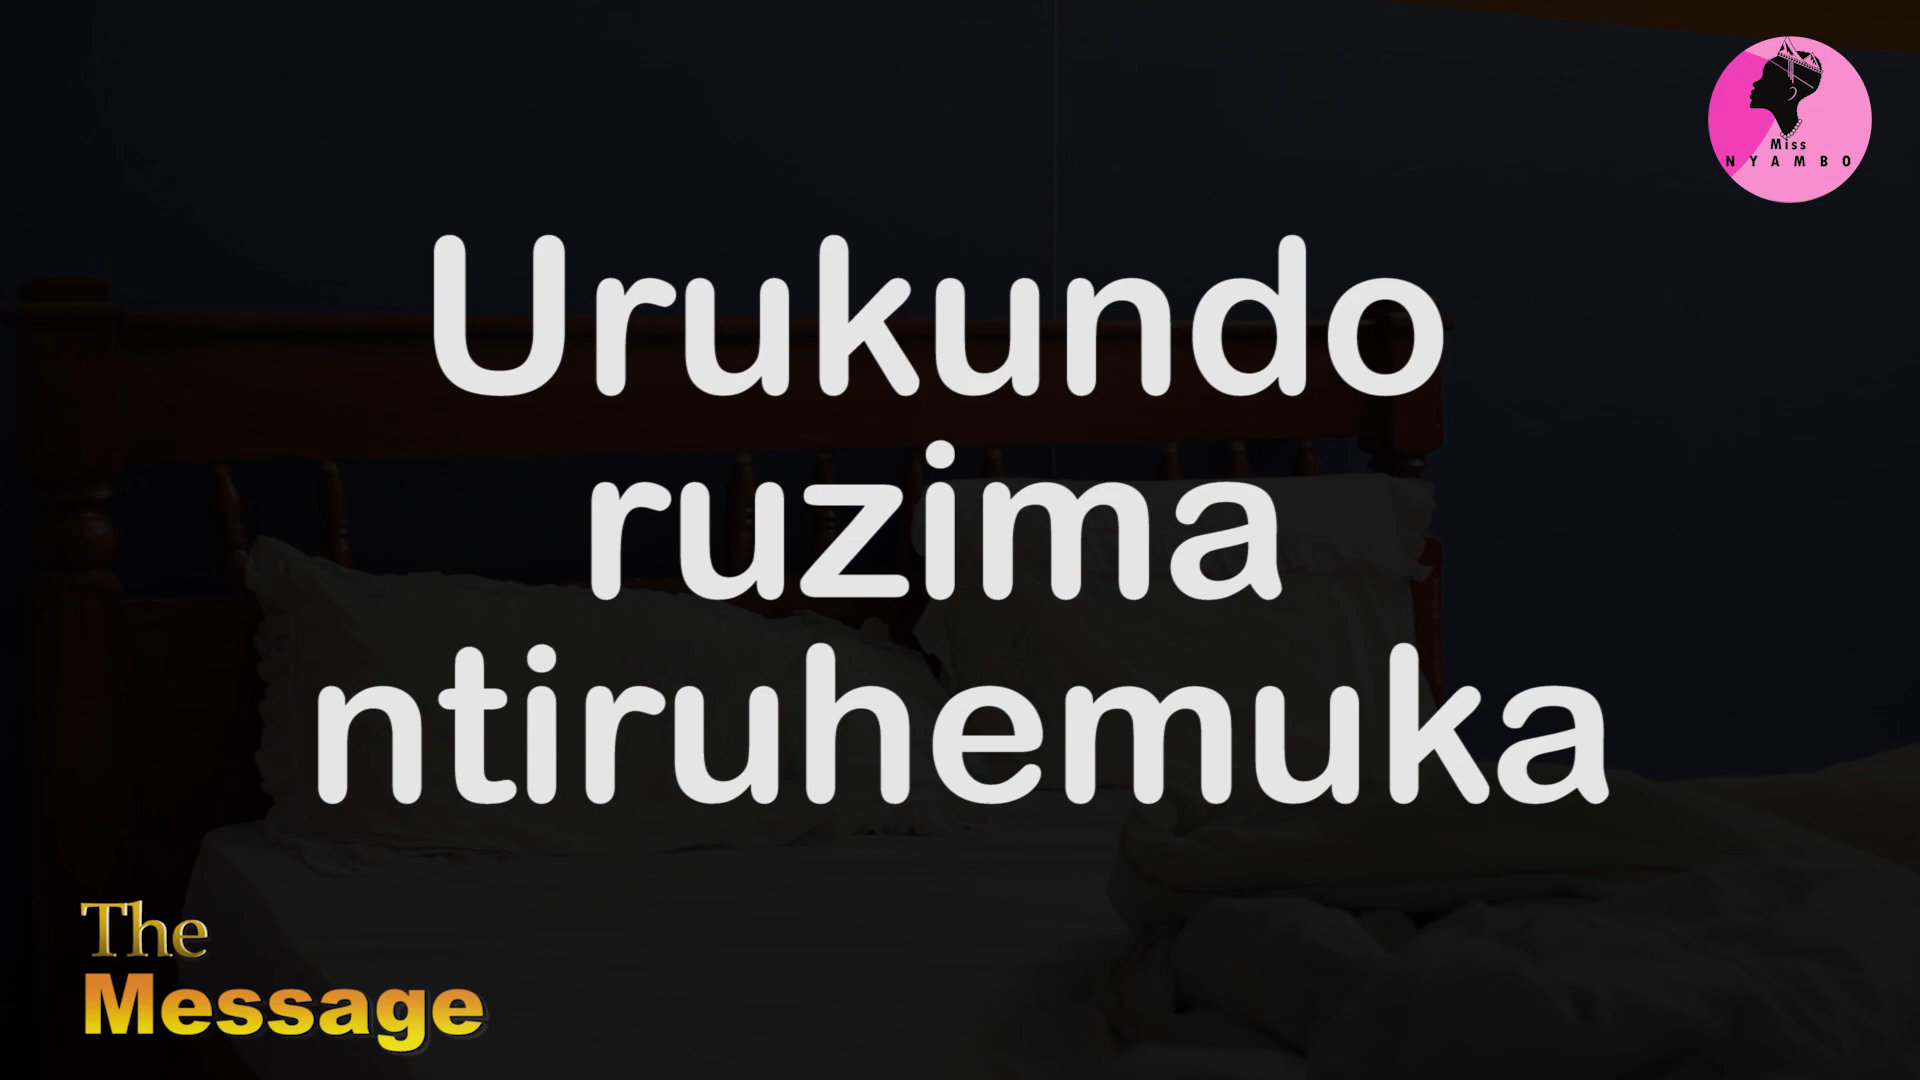 Miss
NYAMBO
Urukundo
ruzima
ntiruhemuka
The
Message